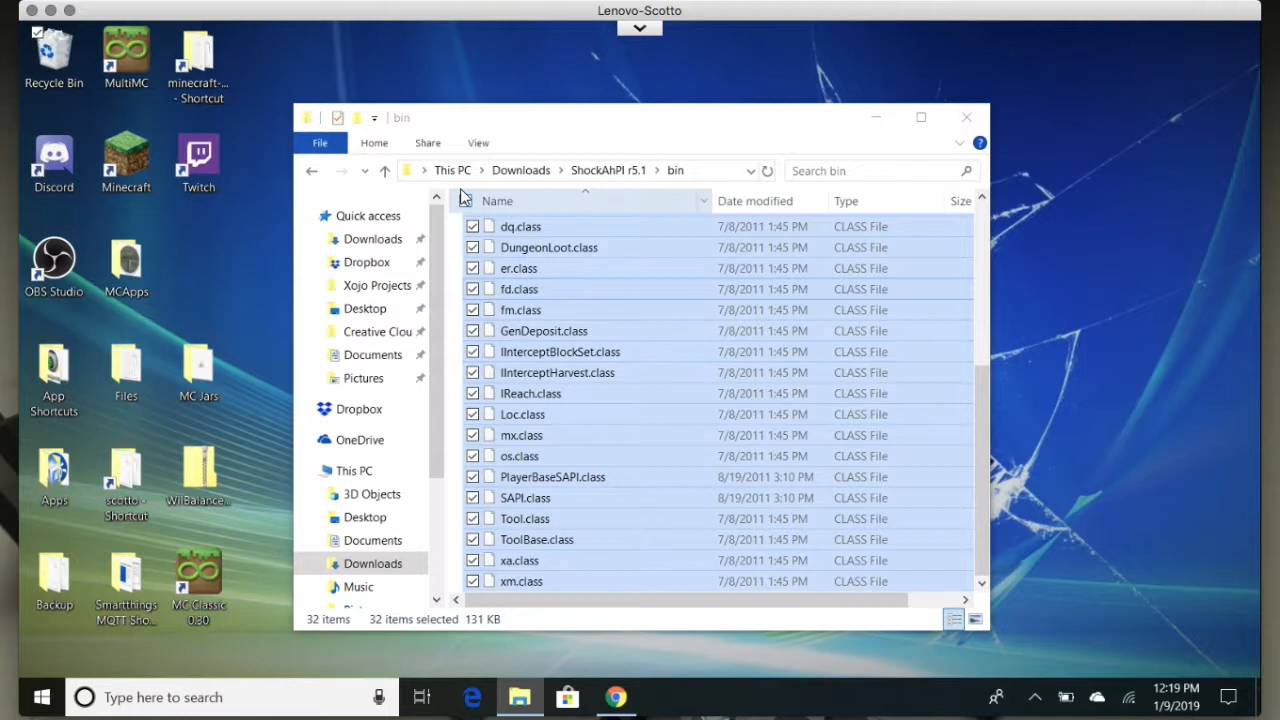 Lenovo-Scotto
Recycle Bin
MultiMC
minecraft-...
- Shortcut
Discord
Minecraft
Twitch
OBS Studio
MCApps
App
Shortcuts
Files
MC Jars
Apps
scotto -
Shortcut
WilBalance...
Backup
Smartthings
MQTT Sho...
MC Classic
0.30
bin
File
Home
Share
View
This PC
Downloads
ShockAhPI r5.1
bin
Search bin
Quick access
Downloads
Dropbox
Xojo Projects
Desktop
Creative Clou
Documents
Pictures
Dropbox
OneDrive
This PC
3D Objects
Desktop
Documents
Downloads
Music
Name Date modified Type Size
dq.class 7/8/2011 1:45 PM CLASS File
DungeonLoot.class 7/8/2011 1:45 PM CLASS File
er.class 7/8/2011 1:45 PM CLASS File
fd.class 7/8/2011 1:45 PM CLASS File
fm.class 7/8/2011 1:45 PM CLASS File
GenDeposit.class 7/8/2011 1:45 PM CLASS File
IInterceptBlockSet.class 7/8/2011 1:45 PM CLASS File
IInterceptHarvest.class 7/8/2011 1:45 PM CLASS File
IReach.class 7/8/2011 1:45 PM CLASS File
Loc.class 7/8/2011 1:45 PM CLASS File
mx.class 7/8/2011 1:45 PM CLASS File
os.class 7/8/2011 1:45 PM CLASS File
PlayerBaseSAPI.class 8/19/2011 3:10 PM CLASS File
SAPI.class 8/19/2011 3:10 PM CLASS File
Tool.class 7/8/2011 1:45 PM CLASS File
ToolBase.class 7/8/2011 1:45 PM CLASS File
xa.class 7/8/2011 1:45 PM CLASS File
xm.class 7/8/2011 1:45 PM CLASS File
32 items 32 items selected 131 KB
Type here to search
12:19 PM
1/9/2019